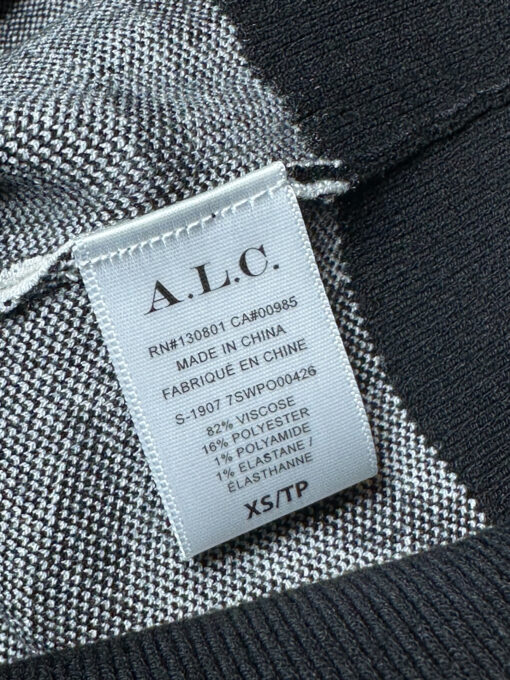 A.L.C.
RN#130801 CA#00985
MADE IN CHINA
FABRIQUÉ EN CHINE
S-1907 7SWPO00426
82% VISCOSE
16% POLYESTER
1% POLYAMIDE
1% ELASTANE /
ÉLASTHANNE
XS/TP